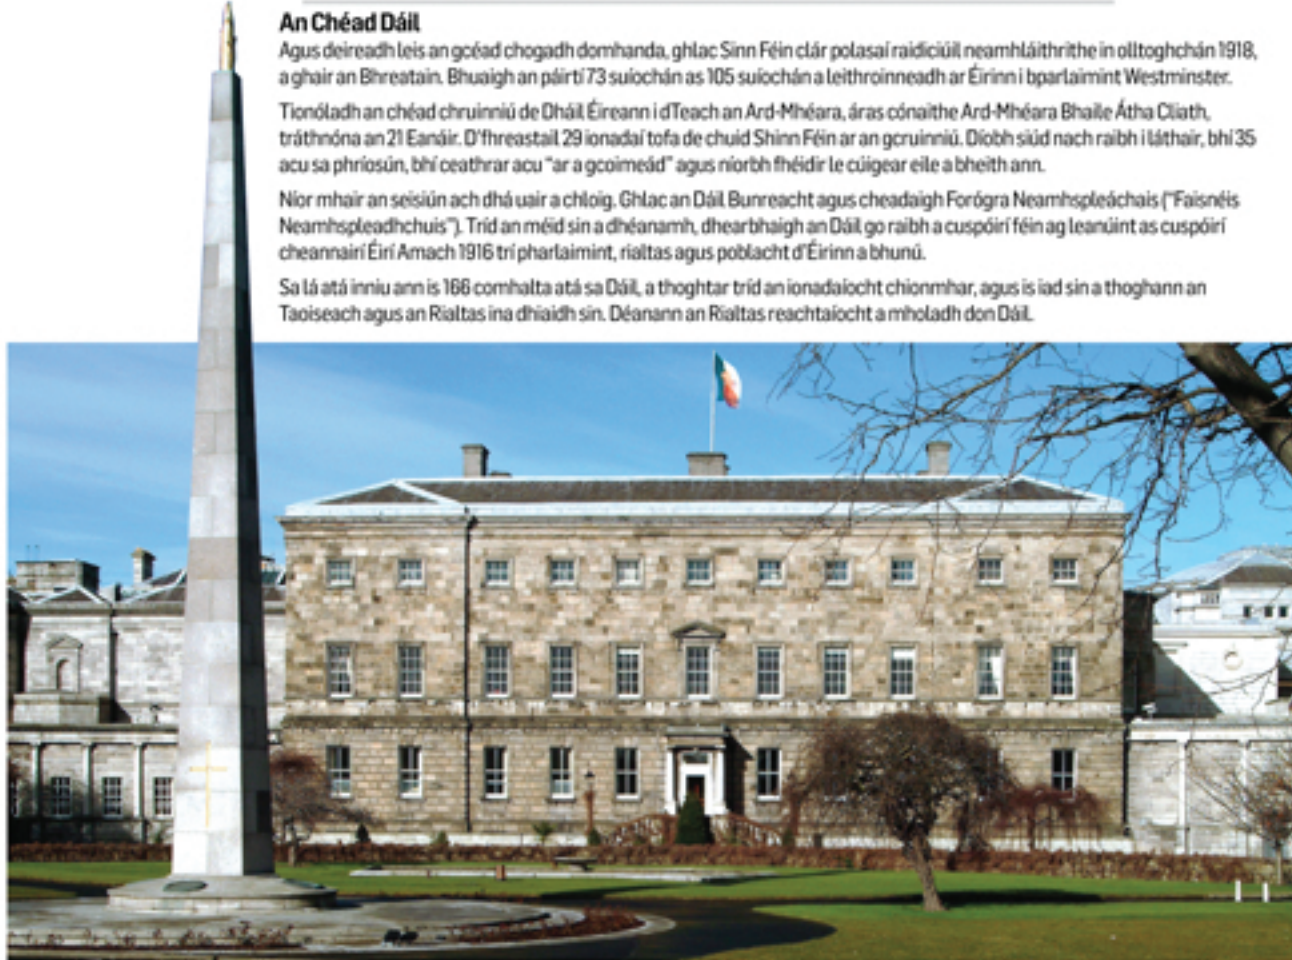 An Chéad Dáil
Agus deireadh leis an gcéad chogadh domhanda, ghlac Sinn Féin clár polasaí raidiciúil neamhláithrithe in olltoghchán 1918,
a ghair an Bhreatain. Bhuaigh an páirtí 73 suíochán as 105 suíochán a leithroinneadh ar Éirinn i bparlaimint Westminster.
Tionóladh an chéad chruinniú de Dháil Éireann i dTeach an Ard-Mhéara, áras cónaithe Ard-Mhéara Bhaile Átha Cliath,
tráthnóna an 21 Eanáir. D'fhreastail 29 ionadaí tofa de chuid Shinn Féin ar an gcruinniú. Díobh siúd nach raibh i láthair, bhí 35
acu sa phríosún, bhí ceathrar acu "ar a gcoimeád" agus níorbh fhéidir le cúigear eile a bheith ann.
Níor mhair an seisiún ach dhá uair a chloig. Ghlac an Dáil Bunreacht agus cheadaigh Forógra Neamhspleáchais ("Faisnéis
Neamhspleadhchuis"). Tríd an méid sin a dhéanamh, dhearbhaigh an Dáil go raibh a cuspóirí féin ag leanúint as cuspóirí
cheannairí Éirí Amach 1916 trí pharlaimint, rialtas agus poblacht d'Éirinn a bhunú.
Sa lá atá inniu ann is 166 comhalta atá sa Dáil, a thoghtar tríd an ionadaíocht chionmhar, agus is iad sin a thoghann an
Taoiseach agus an Rialtas ina dhiaidh sin. Déanann an Rialtas reachtaíocht a mholadh don Dáil.